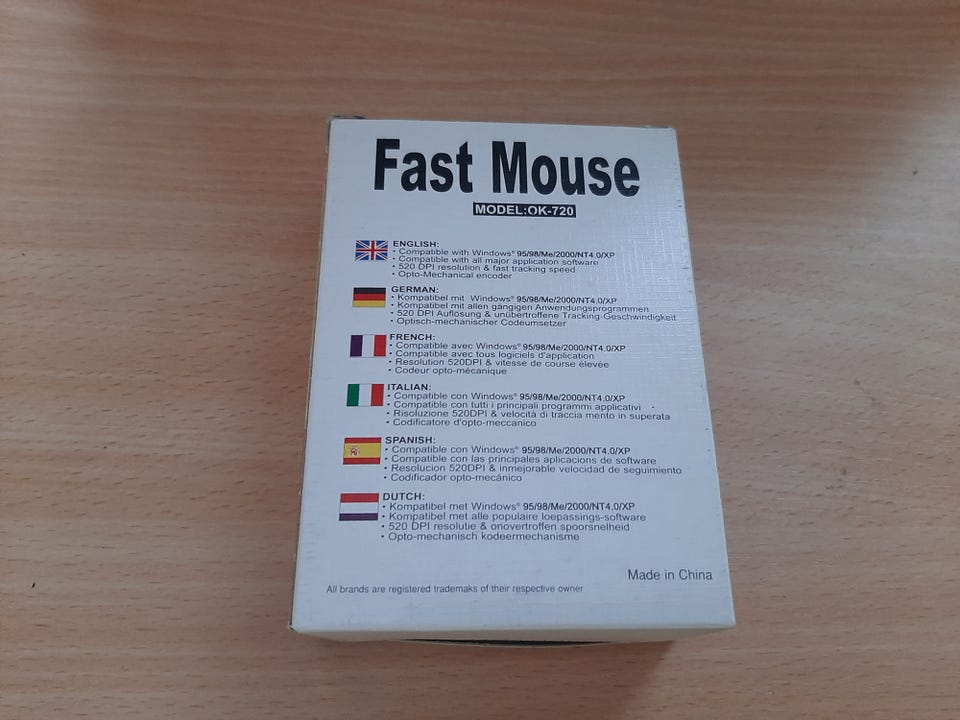 Fast Mouse
MODEL:OK-720
ENGLISH:
• Compatible with Windows® 95/98/Me/2000/NT4.0/XP
• Compatible with all major application software
• 520 DPI resolution & fast tracking speed
• Opto-Mechanical encoder
GERMAN:
• Kompatibel mit Windows® 95/98/Me/2000/NT4.0/XP
• Kompatibel mit allen gängigen Anwendungsprogrammen
• 520 DPI Auflösung & unübertroffene Tracking-Geschwindigkeit
• Optisch-mechanischer Codeumsetzer
FRENCH:
• Compatible avec Windows® 95/98/Me/2000/NT4.0/XP
• Compatible avec tous logiciels d'application
• Resolution 520DPI & vitesse de course élevée
• Codeur opto-mécanique
ITALIAN:
• Compatible con Windows® 95/98/Me/2000/NT4.0/XP
• Compatible con tutti i principali programmi applicativi
• Risoluzione 520DPI & velocità di traccia mento in superata
• Codificatore d'opto-meccanico
SPANISH:
• Compatible con Windows® 95/98/Me/2000/NT4.0/XP
• Compatible con las principales aplicacions de software
• Resolucion 520DPI & inmejorable velocidad de seguimiento
• Codificador opto-mecánico
DUTCH:
• Kompatibel met Windows® 95/98/Me/2000/NT4.0/XP
• Kompatibel met alle populaire loepassings-software
• 520 DPI resolutie & onovertroffen spoorsnelheid
• Opto-mechanisch kodeermechanisme
Made in China
All brands are registered trademaks of their respective owner